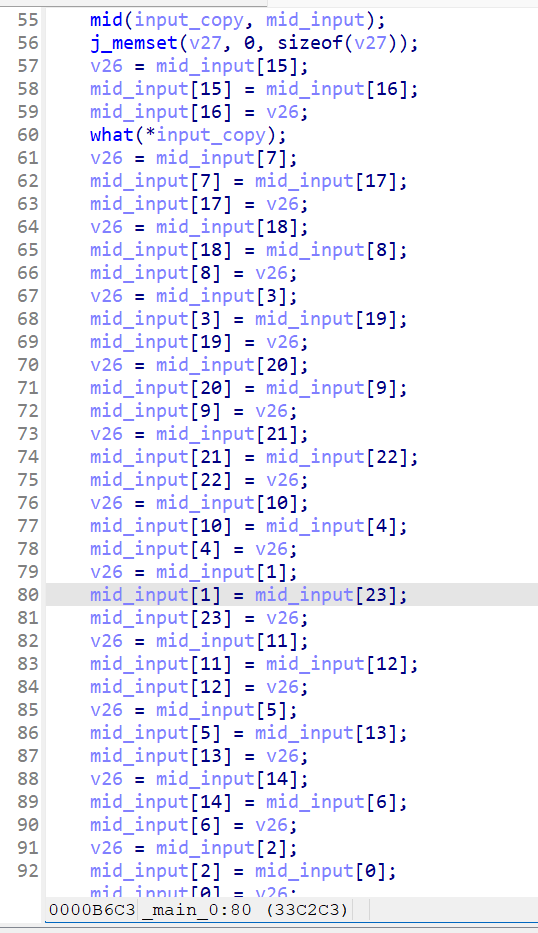 55 mid(input_copy, mid_input);
56 j_memset(v27, 0, sizeof(v27));
57 v26 = mid_input[15];
58 mid_input[15] = mid_input[16];
59 mid_input[16] = v26;
60 what(*input_copy);
61 v26 = mid_input[7];
62 mid_input[7] = mid_input[17];
63 mid_input[17] = v26;
64 v26 = mid_input[18];
65 mid_input[18] = mid_input[8];
66 mid_input[8] = v26;
67 v26 = mid_input[3];
68 mid_input[3] = mid_input[19];
69 mid_input[19] = v26;
70 v26 = mid_input[20];
71 mid_input[20] = mid_input[9];
72 mid_input[9] = v26;
73 v26 = mid_input[21];
74 mid_input[21] = mid_input[22];
75 mid_input[22] = v26;
76 v26 = mid_input[10];
77 mid_input[10] = mid_input[4];
78 mid_input[4] = v26;
79 v26 = mid_input[1];
80 mid_input[1] = mid_input[23];
81 mid_input[23] = v26;
82 v26 = mid_input[11];
83 mid_input[11] = mid_input[12];
84 mid_input[12] = v26;
85 v26 = mid_input[5];
86 mid_input[5] = mid_input[13];
87 mid_input[13] = v26;
88 v26 = mid_input[14];
89 mid_input[14] = mid_input[6];
90 mid_input[6] = v26;
91 v26 = mid_input[2];
92 mid_input[2] = mid_input[0];
mid_input[0] = v26;
0000B6C3 _main_0:80 (33C2C3)